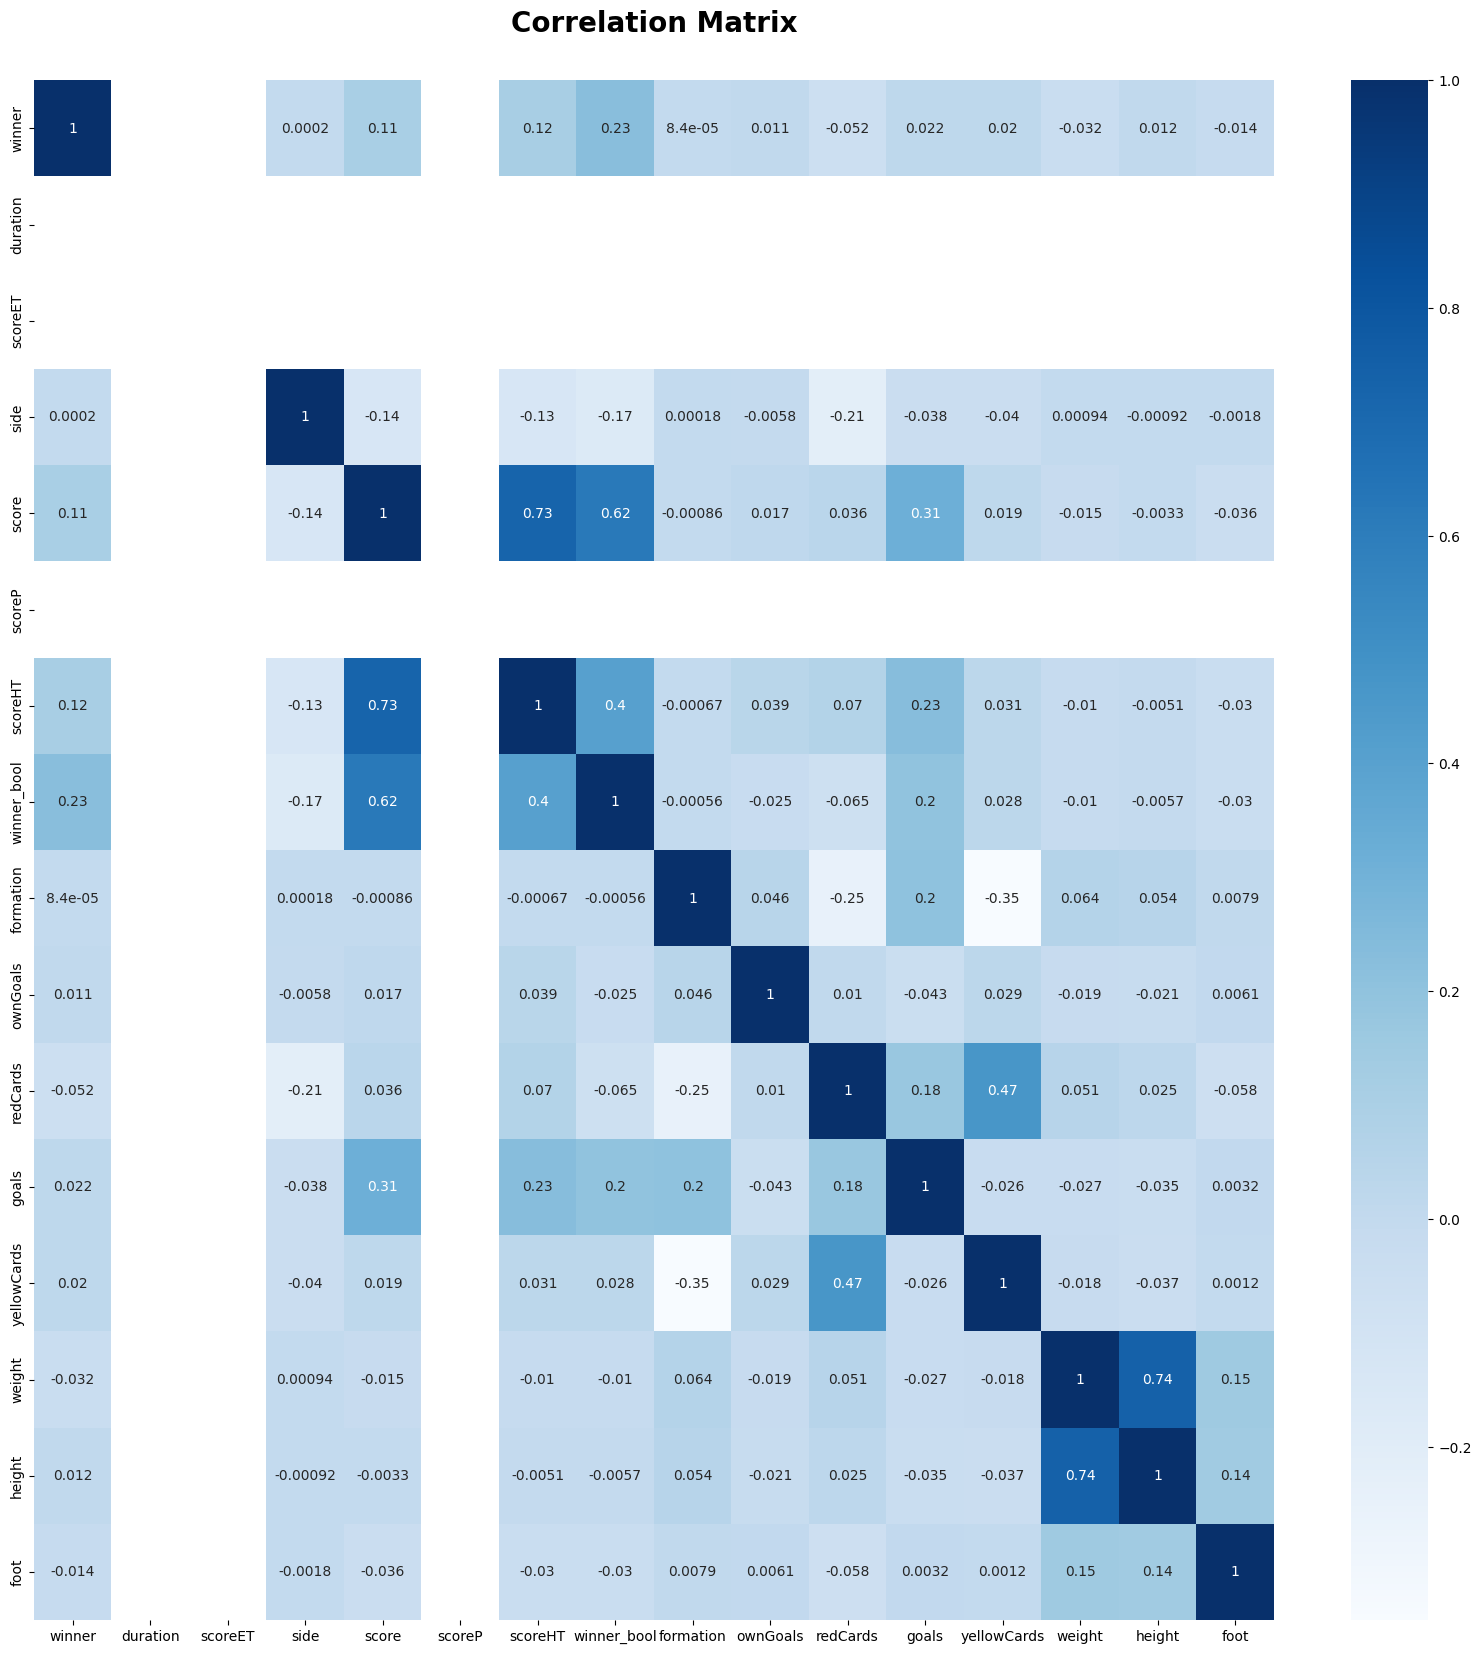 Correlation Matrix
winner 1 0.0002 0.11 0.12 0.23 8.4e-05 0.011 -0.052 0.022 0.02 -0.032 0.012 -0.014
duration
scoreET
side 0.0002 1 -0.14 -0.13 -0.17 0.00018 -0.0058 -0.21 -0.038 -0.04 0.00094 -0.00092 -0.0018
score 0.11 -0.14 1 0.73 0.62 -0.00086 0.017 0.036 0.31 0.019 -0.015 -0.0033 -0.036
scoreP
scoreHT 0.12 -0.13 0.73 1 0.4 -0.00067 0.039 0.07 0.23 0.031 -0.01 -0.0051 -0.03
winner_bool 0.23 -0.17 0.62 0.4 1 -0.00056 -0.025 -0.065 0.2 0.028 -0.01 -0.0057 -0.03
formation 8.4e-05 0.00018 -0.00086 -0.00067 -0.00056 1 0.046 -0.25 0.2 -0.35 0.064 0.054 0.0079
ownGoals 0.011 -0.0058 0.017 0.039 -0.025 0.046 1 0.01 -0.043 0.029 -0.019 -0.021 0.0061
redCards -0.052 -0.21 0.036 0.07 -0.065 -0.25 0.01 1 0.18 0.47 0.051 0.025 -0.058
goals 0.022 -0.038 0.31 0.23 0.2 0.2 -0.043 0.18 1 -0.026 -0.027 -0.035 0.0032
yellowCards 0.02 -0.04 0.019 0.031 0.028 -0.35 0.029 0.47 -0.026 1 -0.018 -0.037 0.0012
weight -0.032 0.00094 -0.015 -0.01 -0.01 0.064 -0.019 0.051 -0.027 -0.018 1 0.74 0.15
height 0.012 -0.00092 -0.0033 -0.0051 -0.0057 0.054 -0.021 0.025 -0.035 -0.037 0.74 1 0.14
foot -0.014 -0.0018 -0.036 -0.03 -0.03 0.0079 0.0061 -0.058 0.0032 0.0012 0.15 0.14 1
winner duration scoreET side score scoreP scoreHT winner_bool formation ownGoals redCards goals yellowCards weight height foot
1.0
0.8
0.6
0.4
0.2
0.0
−0.2